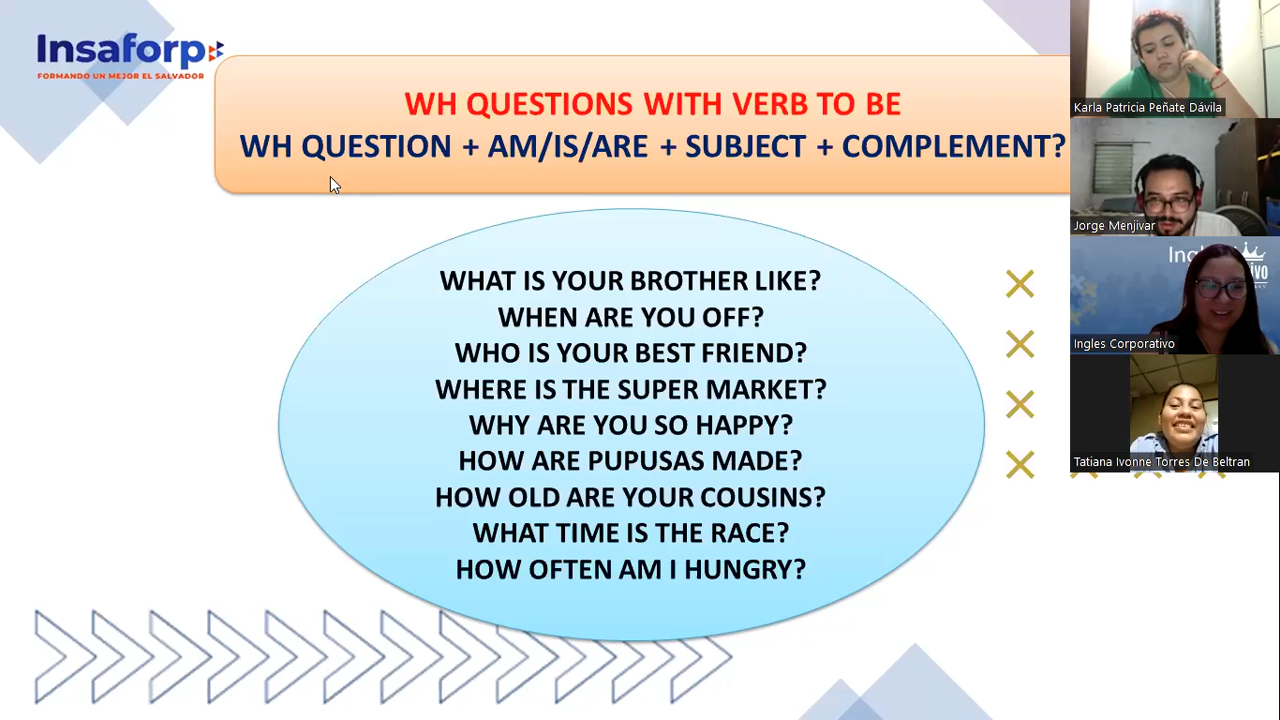 Insaforp
FORMANDO UN MEJOR EL SALVADOR
WH QUESTIONS WITH VERB TO BE
WH QUESTION + AM/IS/ARE + SUBJECT + COMPLEMENT?
WHAT IS YOUR BROTHER LIKE?
WHEN ARE YOU OFF?
WHO IS YOUR BEST FRIEND?
WHERE IS THE SUPER MARKET?
WHY ARE YOU SO HAPPY?
HOW ARE PUPUSAS MADE?
HOW OLD ARE YOUR COUSINS?
WHAT TIME IS THE RACE?
HOW OFTEN AM I HUNGRY?
Karla Patricia Peñate Dávila
Jorge Menjivar
Ingles Corporativo
Tatiana Ivonne Torres De Beltran